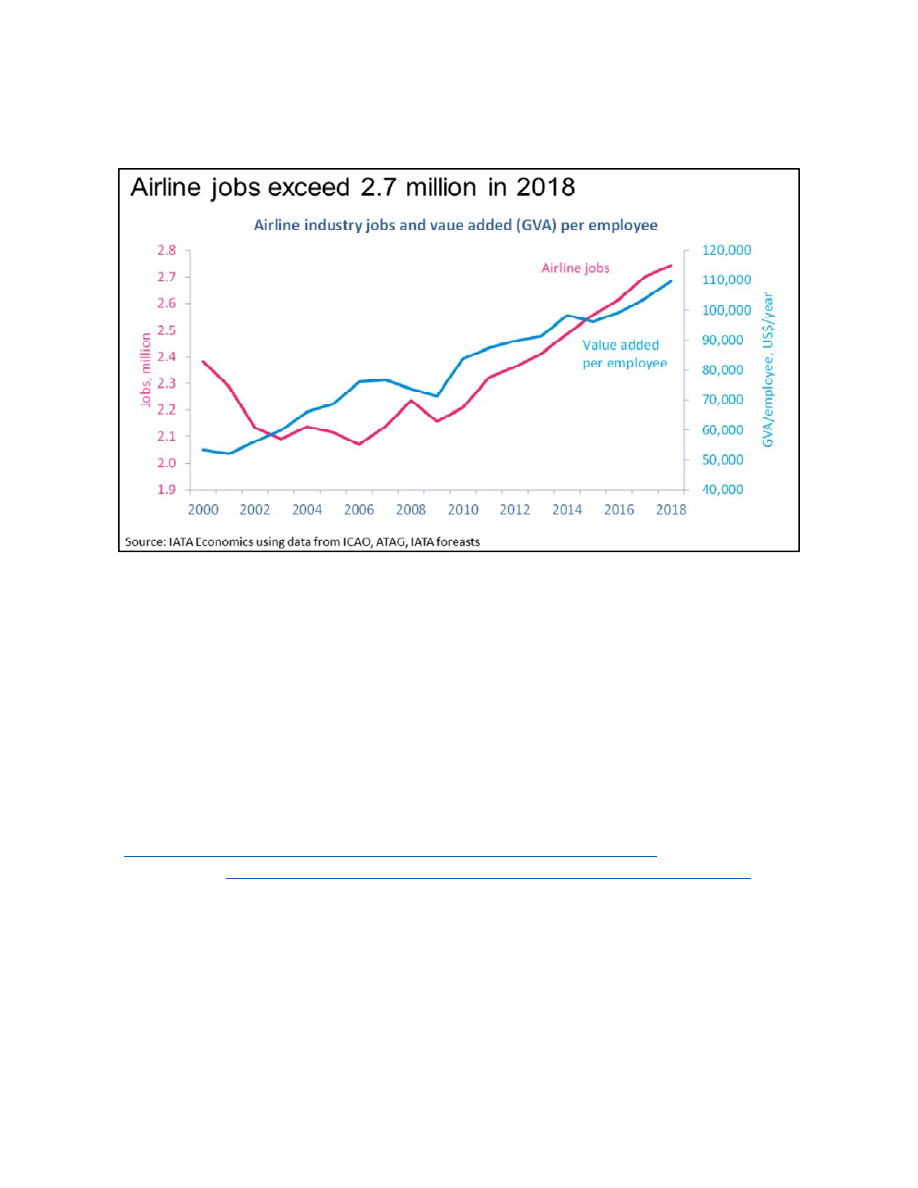 Airline jobs exceed 2.7 million in 2018
Airline industry jobs and vaue added (GVA) per employee
2.8
2.7
2.6
2.5
2.4
2.3
2.2
2.1
2.0
1.9
Jobs, million
Airline jobs
Value added
per employee
120,000
110,000
100,000
90,000
80,000
70,000
60,000
50,000
40,000
GVA/employee, US$/year
2000 2002 2004 2006 2008 2010 2012 2014 2016 2018
Source: IATA Economics using data from ICAO, ATAG, IATA foreasts